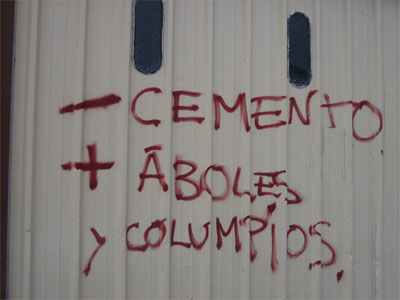 - CEMENTO
+ ÁBOLES
y COLUMPIOS.